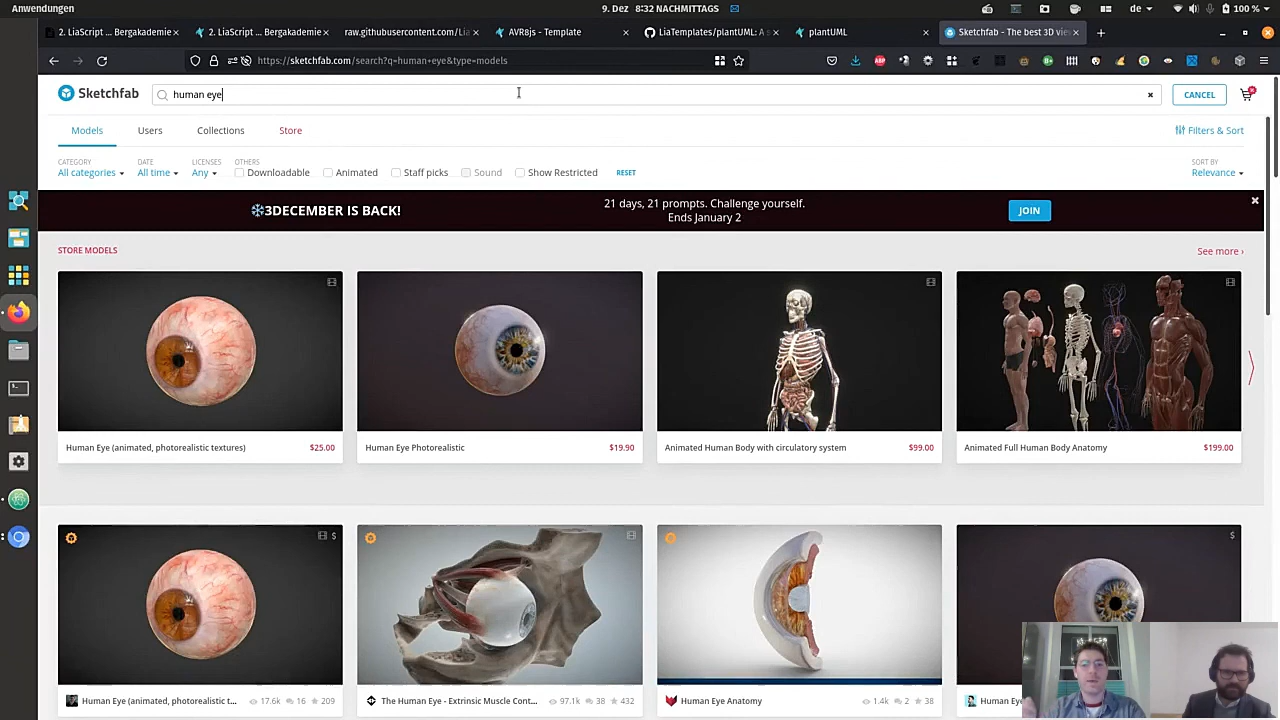 Anwendungen
9. Dez 8:32 NACHMITTAGS
de
100 %
2. LiaScript ... Bergakademie
2. LiaScript ... Bergakademie
raw.githubusercontent.com/Lia
AVR8js - Template
LiaTemplates/plantUML: A s
plantUML
Sketchfab - The best 3D vie
https://sketchfab.com/search?q=human+eye&type=models
Sketchfab
human eye
CANCEL
Models
Users
Collections
Store
Filters & Sort
CATEGORY
DATE
LICENSES
OTHERS
SORT BY
All categories
All time
Any
Downloadable
Animated
Staff picks
Sound
Show Restricted
RESET
Relevance
❄3DECEMBER IS BACK!
21 days, 21 prompts. Challenge yourself.
Ends January 2
JOIN
STORE MODELS
See more ›
Human Eye (animated, photorealistic textures)
$25.00
Human Eye Photorealistic
$19.90
Animated Human Body with circulatory system
$99.00
Animated Full Human Body Anatomy
$199.00
Human Eye (animated, photorealistic t...
17.6k
16
209
The Human Eye - Extrinsic Muscle Cont...
97.1k
38
432
Human Eye Anatomy
1.4k
2
38
Human Eye